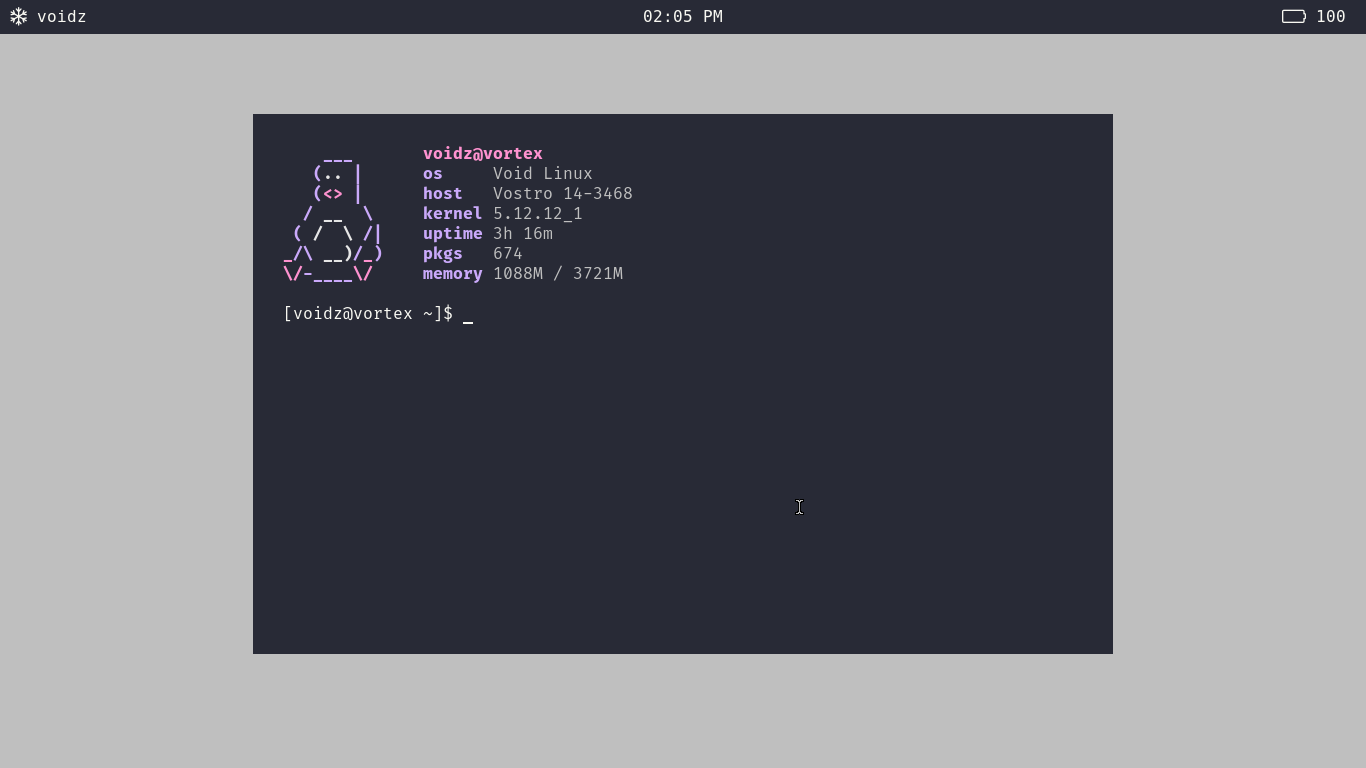 voidz
02:05 PM
100
voidz@vortex
os Void Linux
host Vostro 14-3468
kernel 5.12.12_1
uptime 3h 16m
pkgs 674
memory 1088M / 3721M
[voidz@vortex ~]$ _